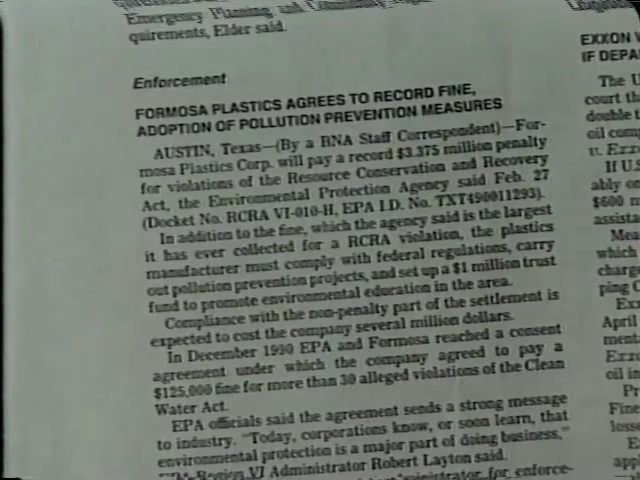 Emergency Planning and Community
quirements, Elder said.
Enforcement
FORMOSA PLASTICS AGREES TO RECORD FINE,
ADOPTION OF POLLUTION PREVENTION MEASURES
AUSTIN, Texas—(By a BNA Staff Correspondent)—For-
mosa Plastics Corp. will pay a record $3.375 million penalty
for violations of the Resource Conservation and Recovery
Act, the Environmental Protection Agency said Feb. 27
(Docket No. RCRA VI-010-H, EPA I.D. No. TXT490011293).
In addition to the fine, which the agency said is the largest
it has ever collected for a RCRA violation, the plastics
manufacturer must comply with federal regulations, carry
out pollution prevention projects, and set up a $1 million trust
fund to promote environmental education in the area.
Compliance with the non-penalty part of the settlement is
expected to cost the company several million dollars.
In December 1990 EPA and Formosa reached a consent
agreement under which the company agreed to pay a
$125,000 fine for more than 30 alleged violations of the Clean
Water Act.
EPA officials said the agreement sends a strong message
to industry. "Today, corporations know, or soon learn, that
environmental protection is a major part of doing business,"
Region VI Administrator Robert Layton said.
for enforce-
EXXON
IF DEPA
The U
court th
double t
oil com
v. Exx
If U.S
ably o
$600 m
assista
Mea
which
charg
ping C
Ex
April
ment
Exx
oil in
Pr
Fine
losse
E
appl